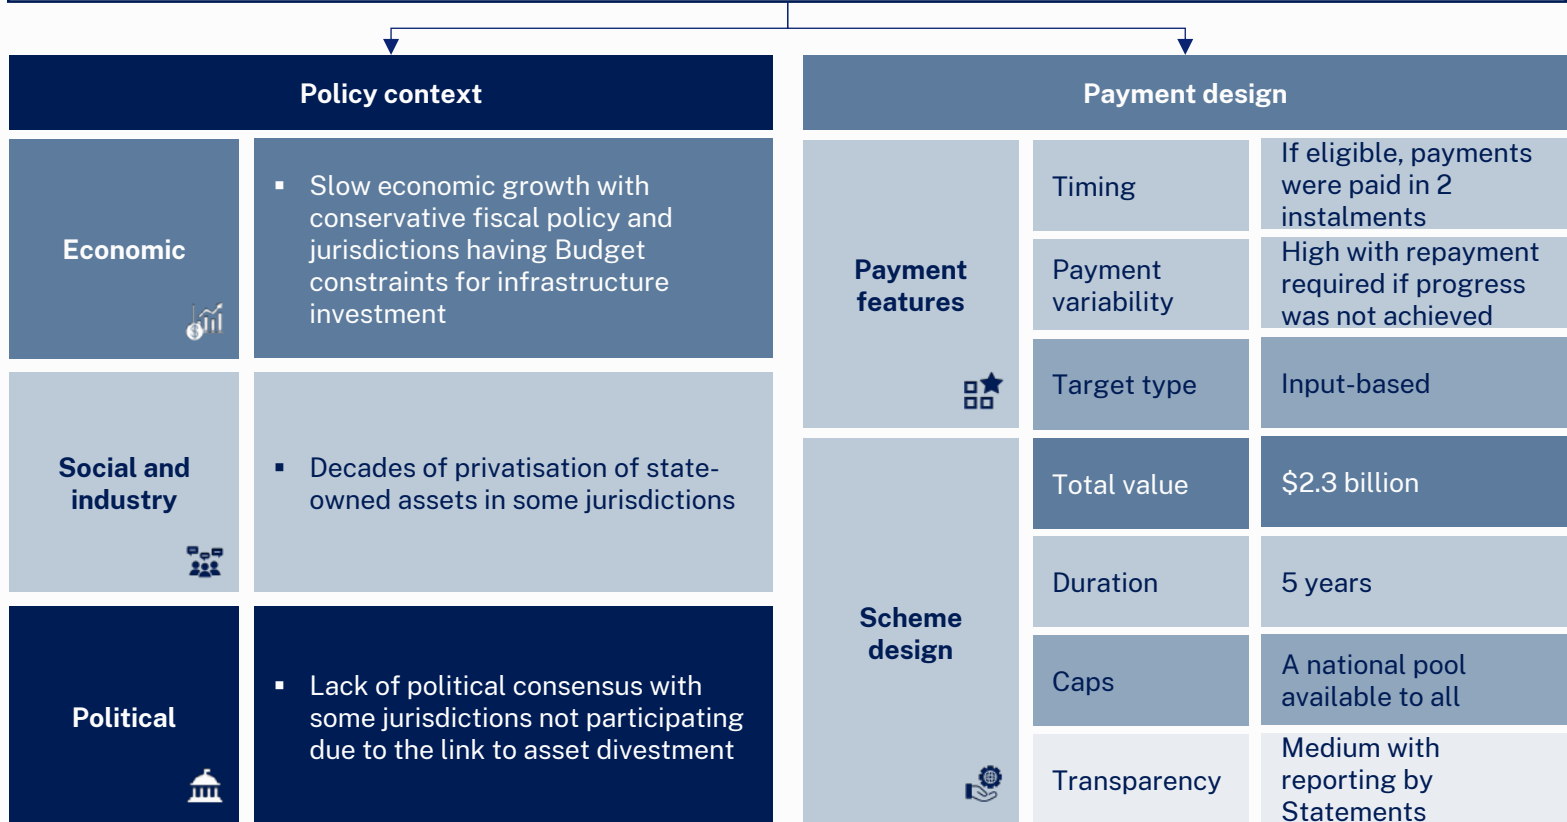 Policy context
Economic
▪ Slow economic growth with
conservative fiscal policy and
jurisdictions having Budget
constraints for infrastructure
investment
Social and
industry
▪ Decades of privatisation of state-
owned assets in some jurisdictions
Political
▪ Lack of political consensus with
some jurisdictions not participating
due to the link to asset divestment
Payment design
Payment
features
Timing
If eligible, payments
were paid in 2
instalments
Payment
variability
High with repayment
required if progress
was not achieved
Target type
Input-based
Scheme
design
Total value
$2.3 billion
Duration
5 years
Caps
A national pool
available to all
Transparency
Medium with
reporting by
Statements